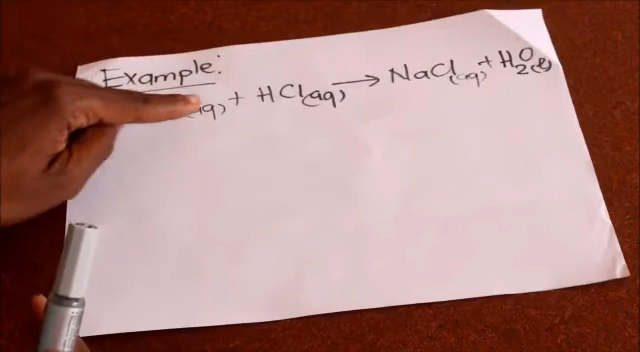 Example:
(aq) + HCl(aq) → NaCl(aq) + H₂O(l)